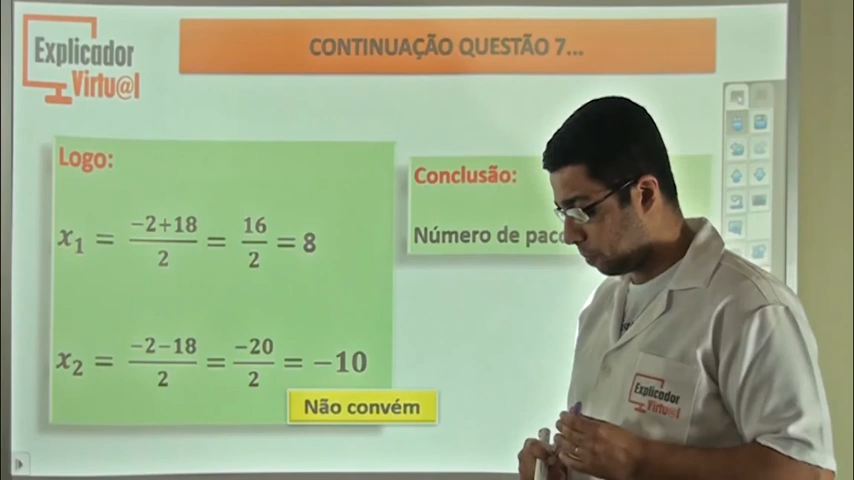 Explicador
Virtu@l
CONTINUAÇÃO QUESTÃO 7...
Logo:
x₁ = −2+18/2 = 16/2 = 8
x₂ = −2−18/2 = −20/2 = −10
Não convém
Conclusão:
Número de
Explicador
Virtu@l